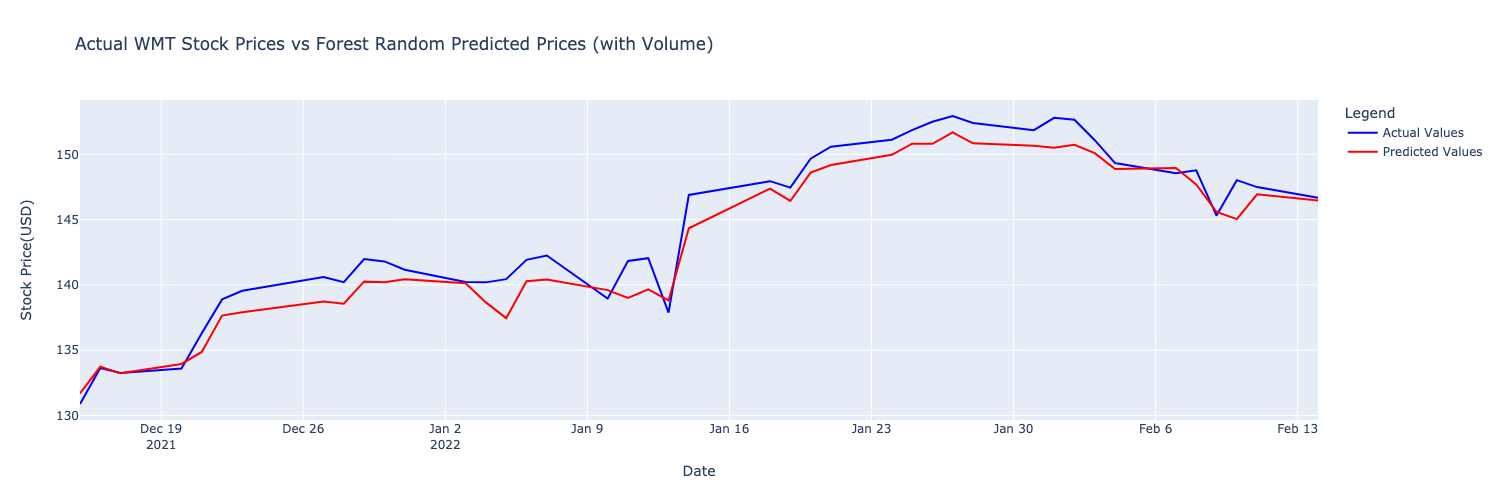 Actual WMT Stock Prices vs Forest Random Predicted Prices (with Volume)
Legend
Actual Values
Predicted Values
Stock Price(USD)
150
145
140
135
130
Dec 19
2021
Dec 26
Jan 2
2022
Jan 9
Jan 16
Jan 23
Jan 30
Feb 6
Feb 13
Date